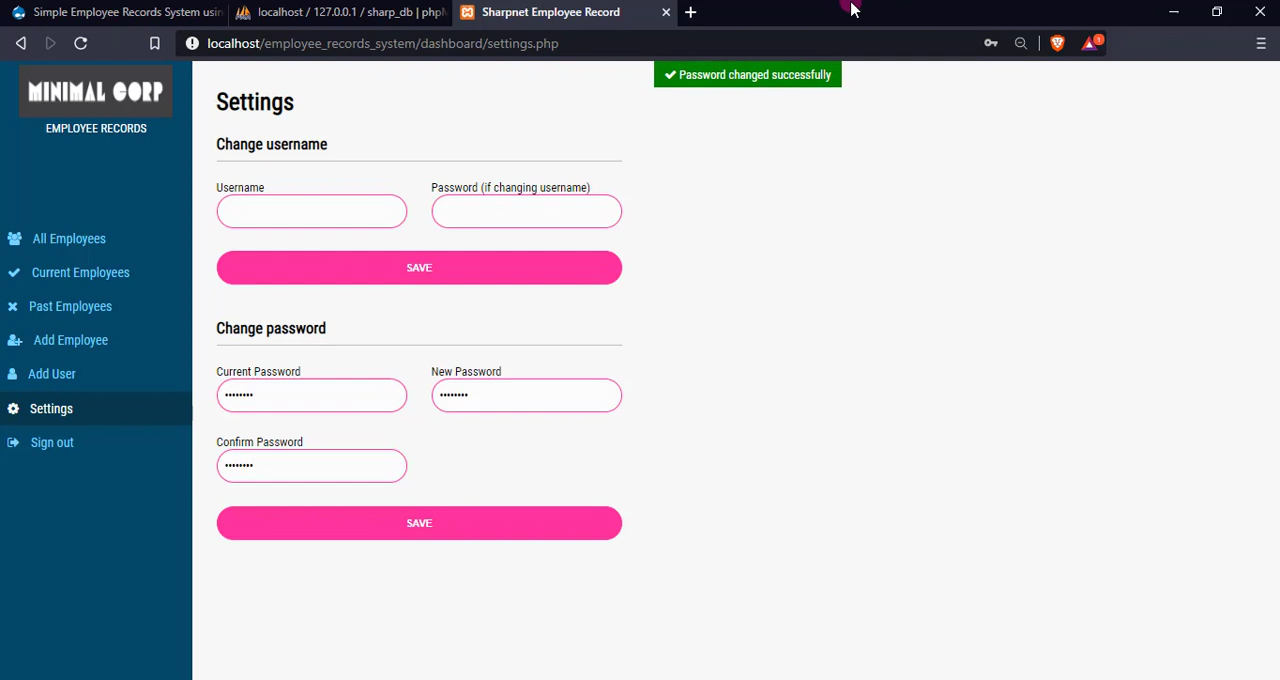 Simple Employee Records System usin
localhost / 127.0.0.1 / sharp_db | phpM
Sharpnet Employee Record
localhost/employee_records_system/dashboard/settings.php
1
MINIMAL CORP
EMPLOYEE RECORDS
All Employees
Current Employees
Past Employees
Add Employee
Add User
Settings
Sign out
Password changed successfully
Settings
Change username
Username
Password (if changing username)
SAVE
Change password
Current Password
New Password
Confirm Password
SAVE